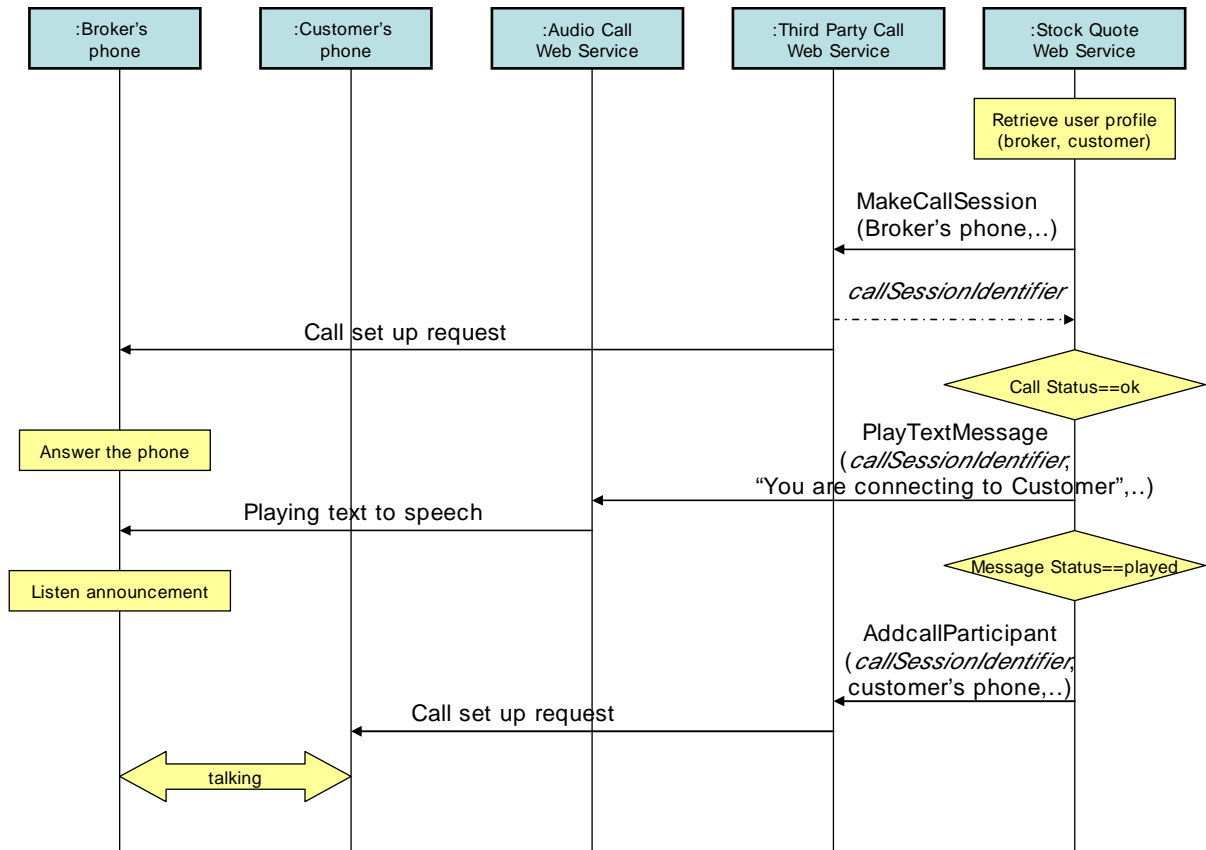 :Broker's
phone
:Customer's
phone
:Audio Call
Web Service
:Third Party Call
Web Service
:Stock Quote
Web Service
Retrieve user profile
(broker, customer)
MakeCallSession
(Broker's phone,..)
callSessionIdentifier
Call set up request
Call Status==ok
Answer the phone
PlayTextMessage
(callSessionIdentifier,
“You are connecting to Customer”,..)
Playing text to speech
Message Status==played
Listen announcement
AddcallParticipant
(callSessionIdentifier,
customer's phone,..)
Call set up request
talking